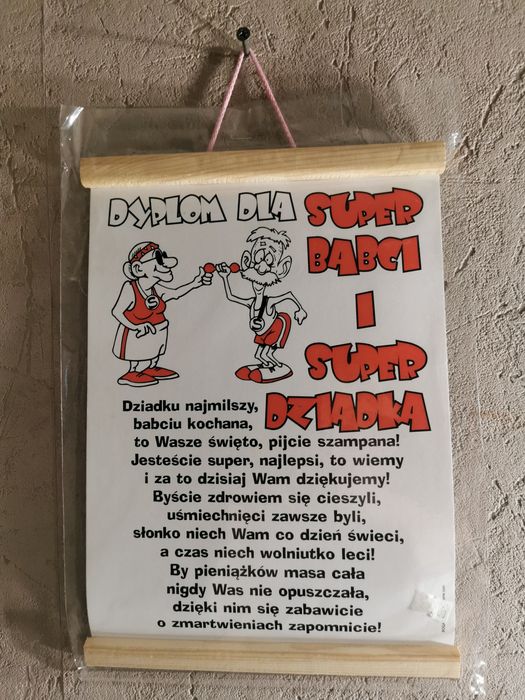 DYPLOM DLA SUPER
BABCI
I
SUPER
DZIADKA
Dziadku najmilszy,
babciu kochana,
to Wasze święto, pijcie szampana!
Jesteście super, najlepsi, to wiemy
i za to dzisiaj Wam dziękujemy!
Byście zdrowiem się cieszyli,
uśmiechnięci zawsze byli,
słonko niech Wam co dzień świeci,
a czas niech wolniutko leci!
By pieniążków masa cała
nigdy Was nie opuszczała,
dzięki nim się zabawicie
o zmartwieniach zapomnicie!